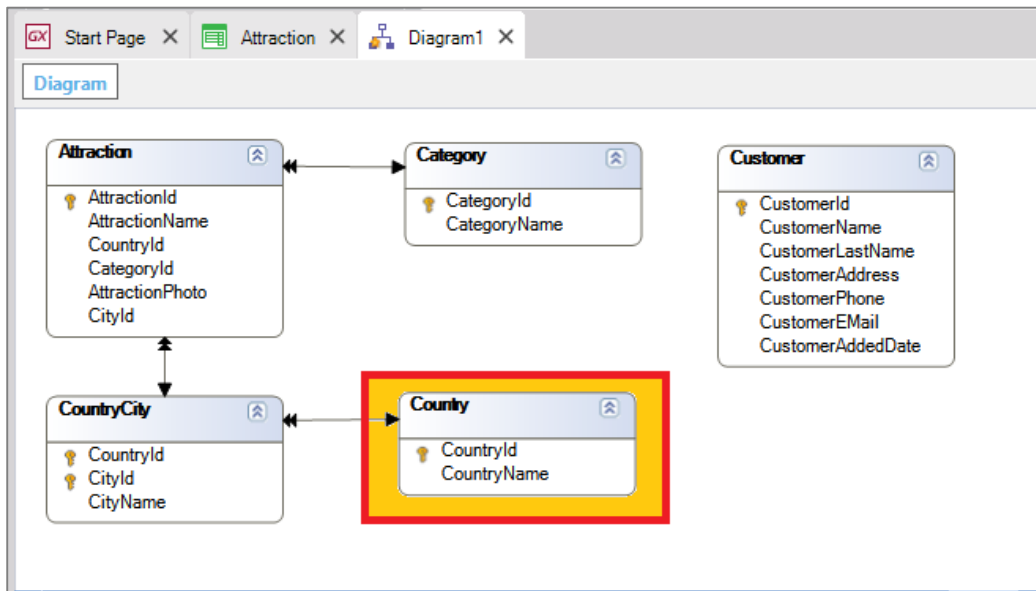 GX Start Page Attraction Diagram1
Diagram
Attraction
AttractionId
AttractionName
CountryId
CategoryId
AttractionPhoto
CityId
Category
CategoryId
CategoryName
Customer
CustomerId
CustomerName
CustomerLastName
CustomerAddress
CustomerPhone
CustomerEMail
CustomerAddedDate
CountryCity
CountryId
CityId
CityName
Country
CountryId
CountryName